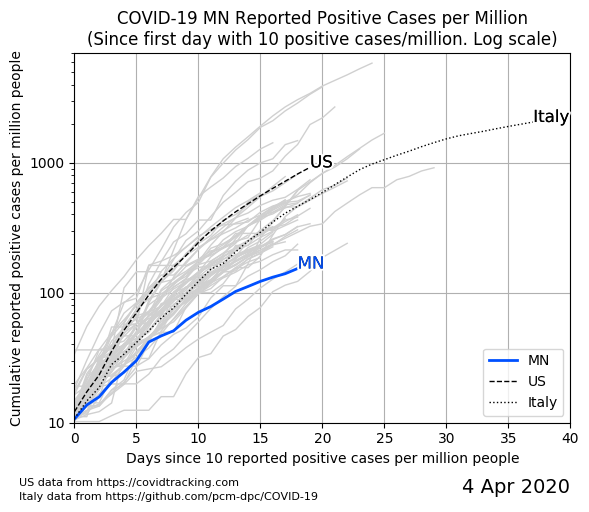 COVID-19 MN Reported Positive Cases per Million
(Since first day with 10 positive cases/million. Log scale)
Cumulative reported positive cases per million people
1000
100
10
Italy
US
MN
MN
US
Italy
0 5 10 15 20 25 30 35 40
Days since 10 reported positive cases per million people
US data from https://covidtracking.com
Italy data from https://github.com/pcm-dpc/COVID-19
4 Apr 2020